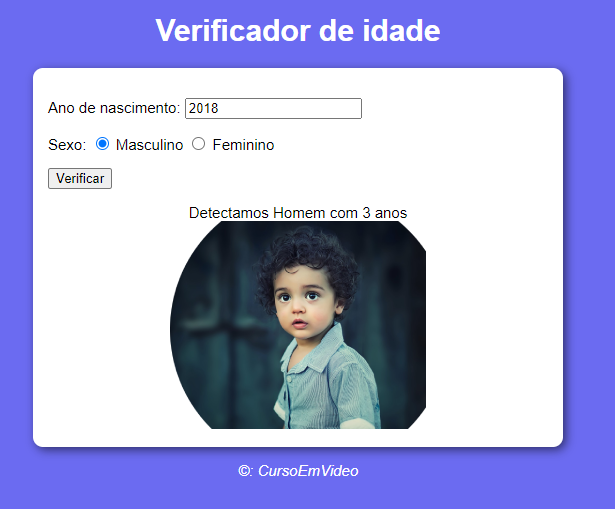 Verificador de idade
Ano de nascimento: 2018
Sexo: Masculino Feminino
Verificar
Detectamos Homem com 3 anos
©: CursoEmVideo